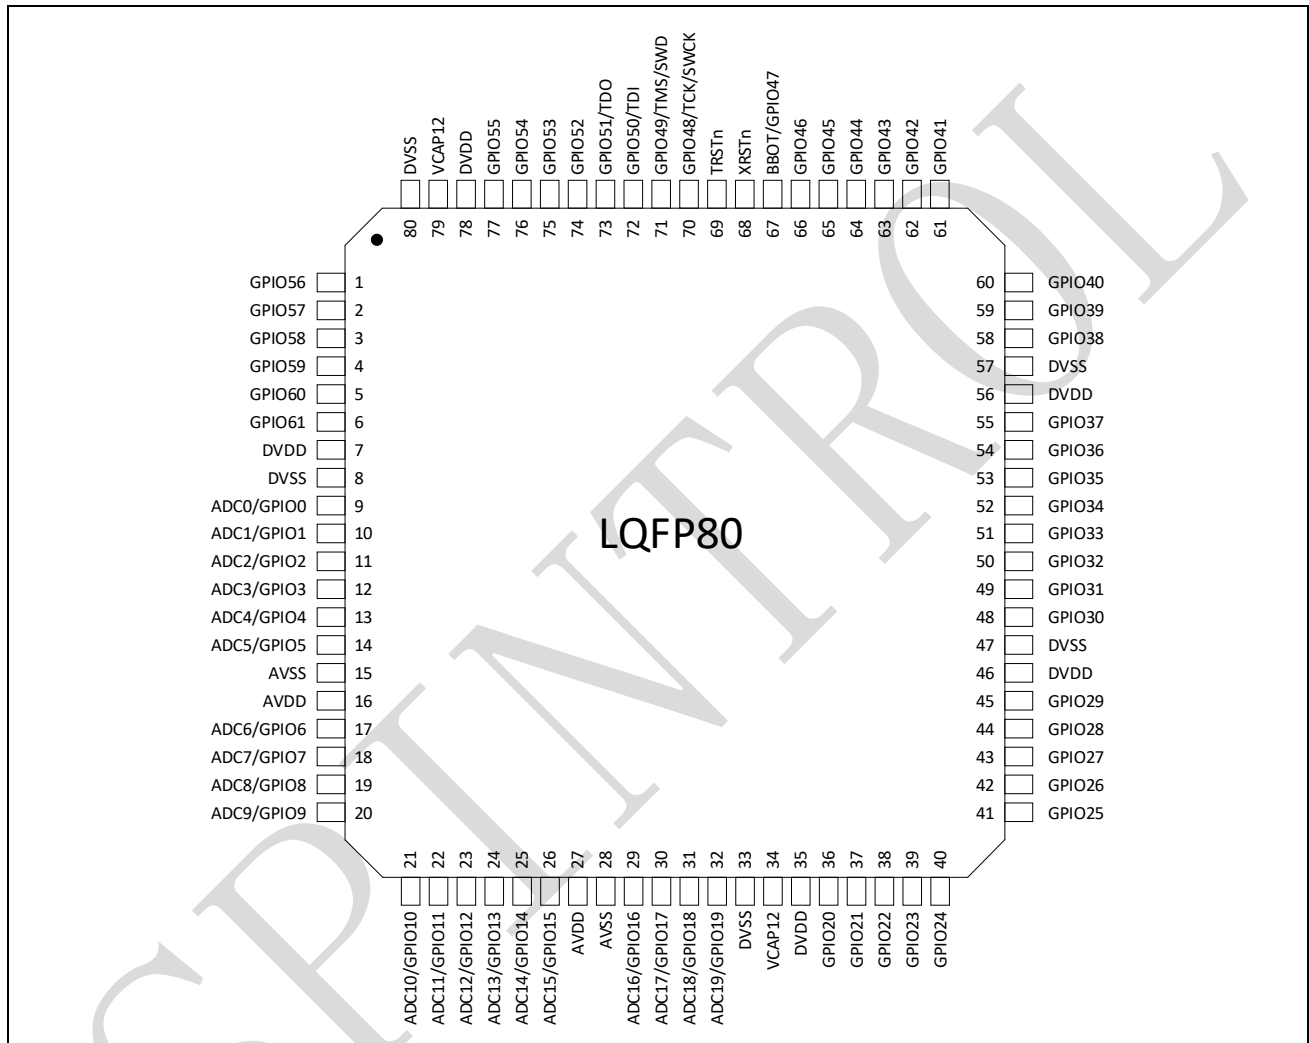 DVSS
VCAP12
DVDD
GPIO55
GPIO54
GPIO53
GPIO52
GPIO51/TDO
GPIO50/TDI
GPIO49/TMS/SWD
GPIO48/TCK/SWCK
TRSTn
XRSTn
BBOT/GPIO47
GPIO46
GPIO45
GPIO44
GPIO43
GPIO42
GPIO41
80 79 78 77 76 75 74 73 72 71 70 69 68 67 66 65 64 63 62 61
GPIO56 1 60 GPIO40
GPIO57 2 59 GPIO39
GPIO58 3 58 GPIO38
GPIO59 4 57 DVSS
GPIO60 5 56 DVDD
GPIO61 6 55 GPIO37
DVDD 7 54 GPIO36
DVSS 8 53 GPIO35
ADC0/GPIO0 9 52 GPIO34
ADC1/GPIO1 10 51 GPIO33
LQFP80
ADC2/GPIO2 11 50 GPIO32
ADC3/GPIO3 12 49 GPIO31
ADC4/GPIO4 13 48 GPIO30
ADC5/GPIO5 14 47 DVSS
AVSS 15 46 DVDD
AVDD 16 45 GPIO29
ADC6/GPIO6 17 44 GPIO28
ADC7/GPIO7 18 43 GPIO27
ADC8/GPIO8 19 42 GPIO26
ADC9/GPIO9 20 41 GPIO25
21 22 23 24 25 26 27 28 29 30 31 32 33 34 35 36 37 38 39 40
ADC10/GPIO10
ADC11/GPIO11
ADC12/GPIO12
ADC13/GPIO13
ADC14/GPIO14
ADC15/GPIO15
AVDD
AVSS
ADC16/GPIO16
ADC17/GPIO17
ADC18/GPIO18
ADC19/GPIO19
DVSS
VCAP12
DVDD
GPIO20
GPIO21
GPIO22
GPIO23
GPIO24
SPINTROL